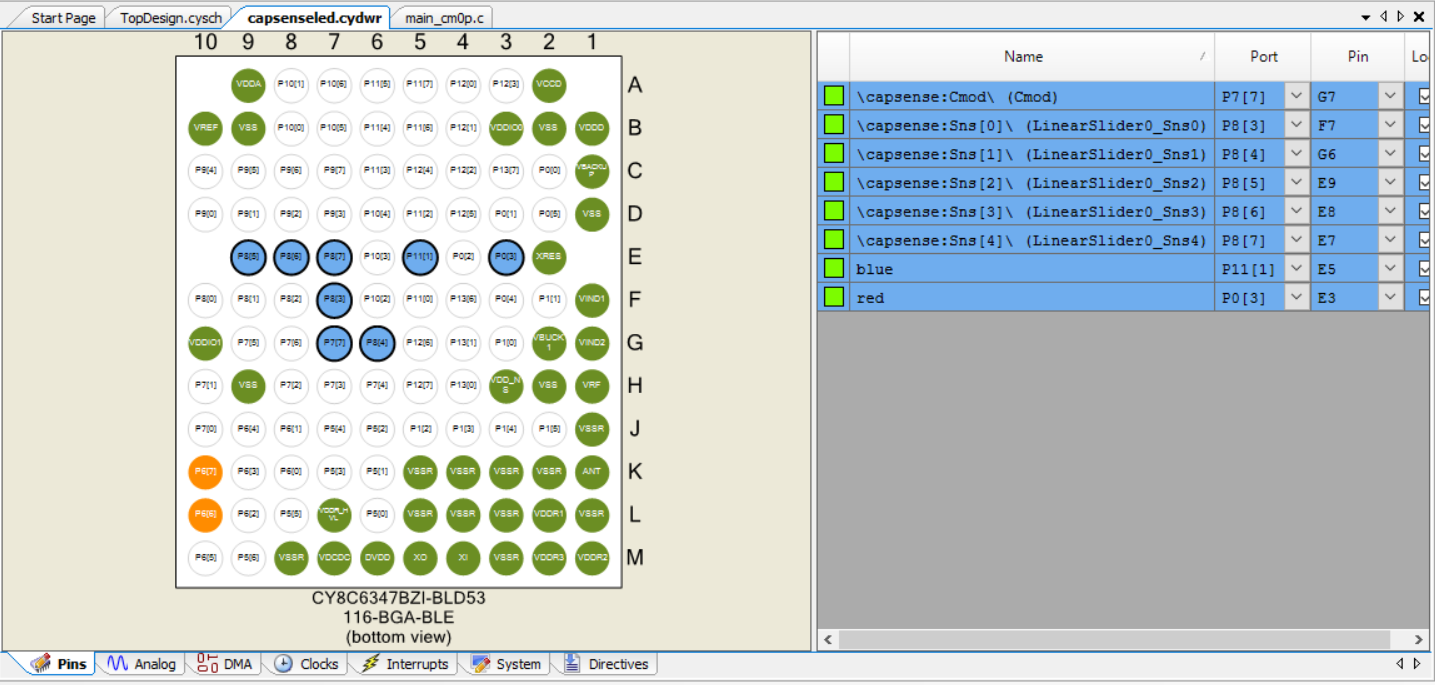 Start Page TopDesign.cysch capsenseled.cydwr main_cm0p.c
10 9 8 7 6 5 4 3 2 1
VDDA P10[1] P10[6] P11[5] P11[7] P12[0] P12[3] VCCD A
VREF VSS P10[0] P10[5] P11[4] P11[6] P12[1] VDDIO0 VSS VDDD B
P9[4] P9[5] P9[6] P9[7] P11[3] P12[4] P12[2] P13[7] P0[0] VBACKUP C
P9[0] P9[1] P9[2] P9[3] P10[4] P11[2] P12[5] P0[1] P0[5] VSS D
P8[5] P8[6] P8[7] P10[3] P11[1] P0[2] P0[3] XRES E
P8[0] P8[1] P8[2] P8[3] P10[2] P11[0] P13[6] P0[4] P1[1] VIND1 F
VDDIO1 P7[5] P7[6] P7[7] P8[4] P12[6] P13[1] P1[0] VBUCK1 VIND2 G
P7[1] VSS P7[2] P7[3] P7[4] P12[7] P13[0] VDD_NS VSS VRF H
P7[0] P6[4] P6[1] P5[4] P5[2] P1[2] P1[3] P1[4] P1[5] VSSR J
P6[7] P6[3] P6[0] P5[3] P5[1] VSSR VSSR VSSR VSSR ANT K
P6[6] P6[2] P5[5] VDDR_HVL P5[0] VSSR VSSR VSSR VDDR1 VSSR L
P6[5] P5[6] VSSR VDCDC DVDD XO XI VSSR VDDR3 VDDR2 M
CY8C6347BZI-BLD53
116-BGA-BLE
(bottom view)
Name / Port Pin Lo
\capsense:Cmod\ (Cmod) P7[7] G7
\capsense:Sns[0]\ (LinearSlider0_Sns0) P8[3] F7
\capsense:Sns[1]\ (LinearSlider0_Sns1) P8[4] G6
\capsense:Sns[2]\ (LinearSlider0_Sns2) P8[5] E9
\capsense:Sns[3]\ (LinearSlider0_Sns3) P8[6] E8
\capsense:Sns[4]\ (LinearSlider0_Sns4) P8[7] E7
blue P11[1] E5
red P0[3] E3
Pins Analog DMA Clocks Interrupts System Directives